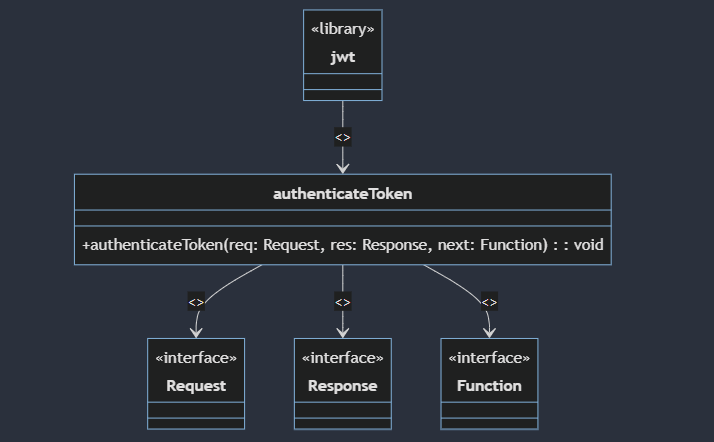 «library»
jwt
<>
authenticateToken
+authenticateToken(req: Request, res: Response, next: Function) : : void
<> <> <>
«interface» «interface» «interface»
Request Response Function